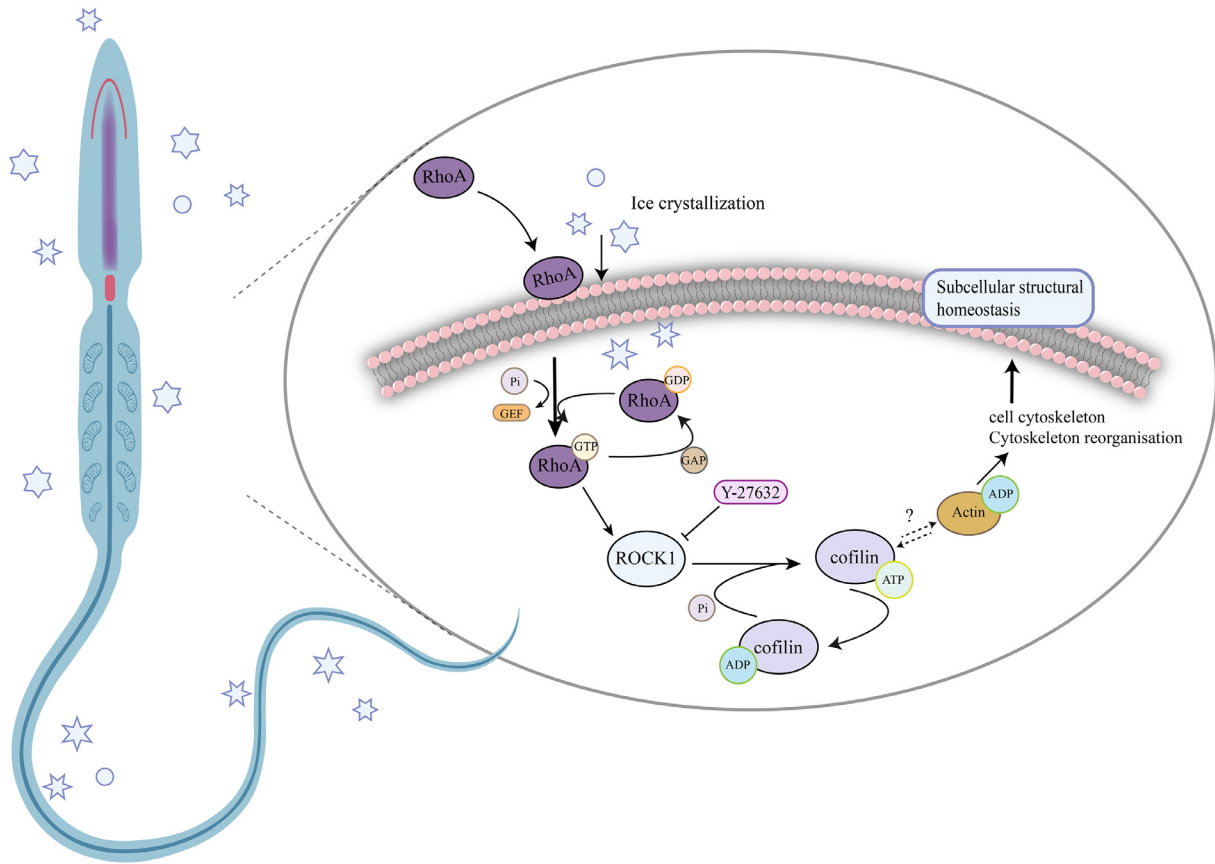 RhoA
Ice crystallization
RhoA
Subcellular structural
homeostasis
Pi
GEF
GDP
RhoA
GTP
RhoA
GAP
cell cytoskeleton
Cytoskeleton reorganisation
Y-27632
ADP
Actin
?
ROCK1
cofilin
ATP
Pi
cofilin
ADP